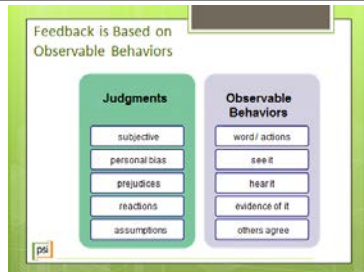 Feedback is Based on
Observable Behaviors
Judgments
subjective
personal bias
prejudices
reactions
assumptions
Observable
Behaviors
word / actions
see it
hear it
evidence of it
others agree
psi